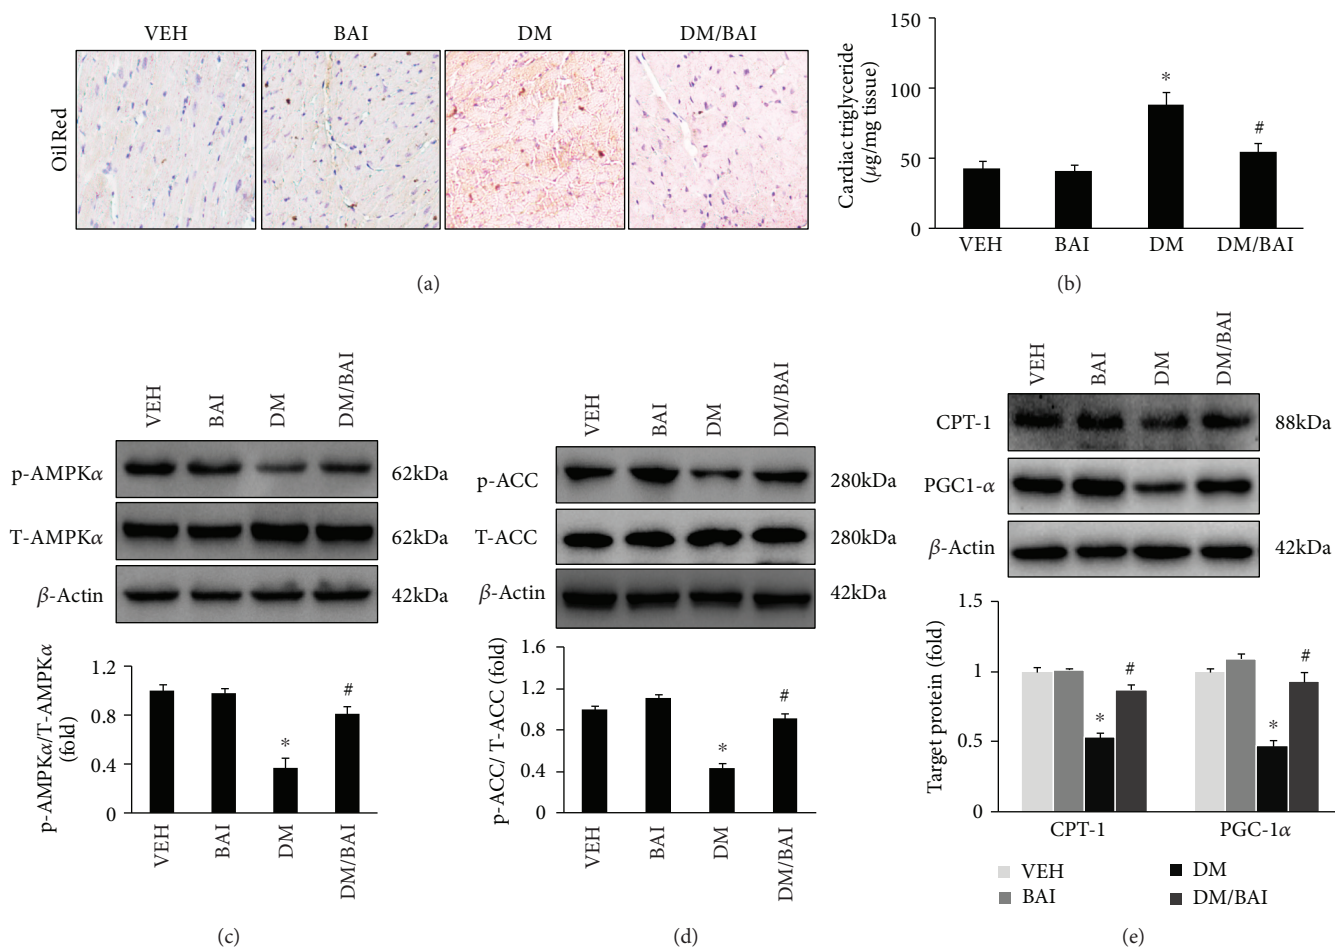 VEH BAI DM DM/BAI
Oil Red
(a)
Cardiac triglyceride
(μg/mg tissue)
150
100
50
0
*
#
VEH BAI DM DM/BAI
(b)
VEH BAI DM DM/BAI
p-AMPKα 62kDa
T-AMPKα 62kDa
β-Actin 42kDa
p-AMPKα/T-AMPKα
(fold)
1.2
0.8
0.4
0
*
#
VEH BAI DM DM/BAI
(c)
VEH BAI DM DM/BAI
p-ACC 280kDa
T-ACC 280kDa
β-Actin 42kDa
p-ACC/ T-ACC (fold)
1.6
1.2
0.8
0.4
0
*
#
VEH BAI DM DM/BAI
(d)
VEH BAI DM DM/BAI
CPT-1 88kDa
PGC1-α
β-Actin 42kDa
Target protein (fold)
1.5
1
0.5
0
* # * #
CPT-1 PGC-1α
VEH DM
BAI DM/BAI
(e)